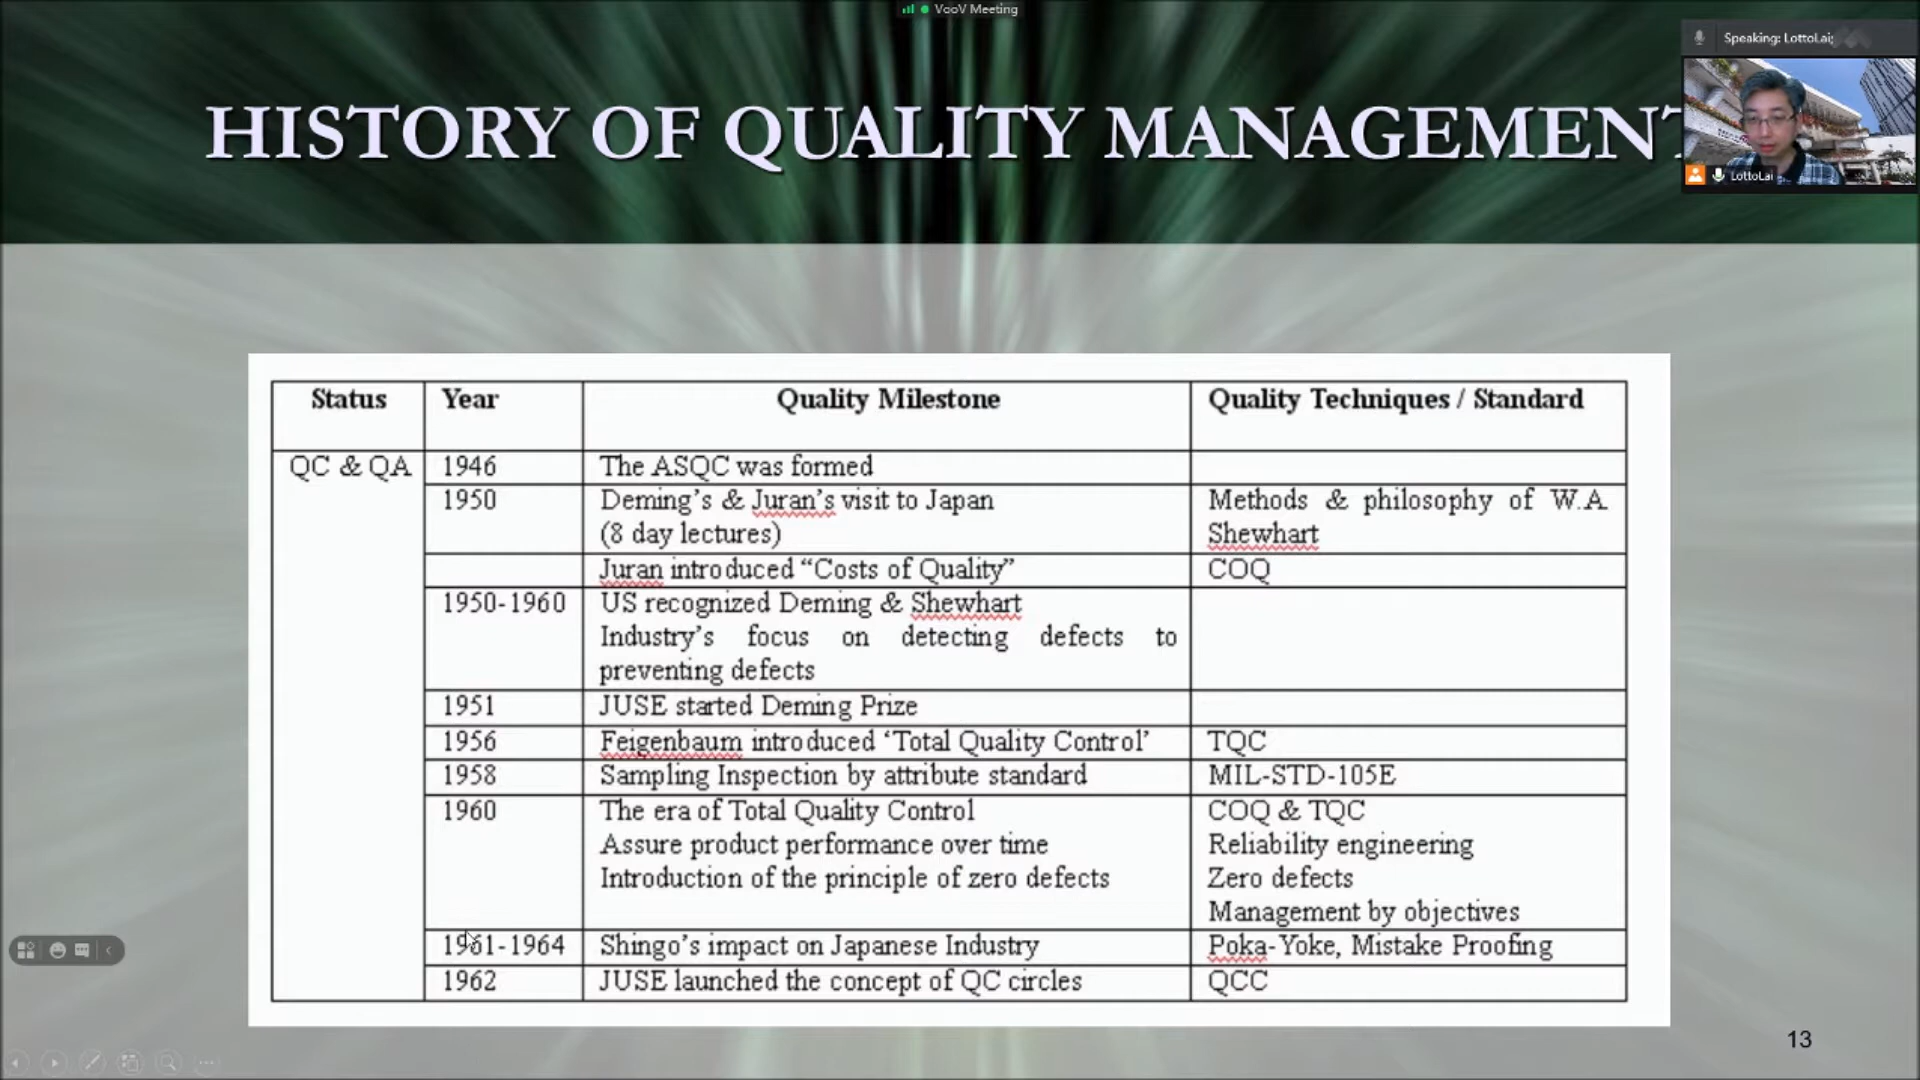 VooV Meeting
Speaking: LottoLai;
HISTORY OF QUALITY MANAGEMENT
LottoLai
Status Year Quality Milestone Quality Techniques / Standard
QC & QA 1946 The ASQC was formed
1950 Deming's & Juran's visit to Japan Methods & philosophy of W.A.
(8 day lectures) Shewhart
Juran introduced “Costs of Quality” COQ
1950-1960 US recognized Deming & Shewhart
Industry's focus on detecting defects to
preventing defects
1951 JUSE started Deming Prize
1956 Feigenbaum introduced ‘Total Quality Control’ TQC
1958 Sampling Inspection by attribute standard MIL-STD-105E
1960 The era of Total Quality Control COQ & TQC
Assure product performance over time Reliability engineering
Introduction of the principle of zero defects Zero defects
Management by objectives
1961-1964 Shingo's impact on Japanese Industry Poka-Yoke, Mistake Proofing
1962 JUSE launched the concept of QC circles QCC
13